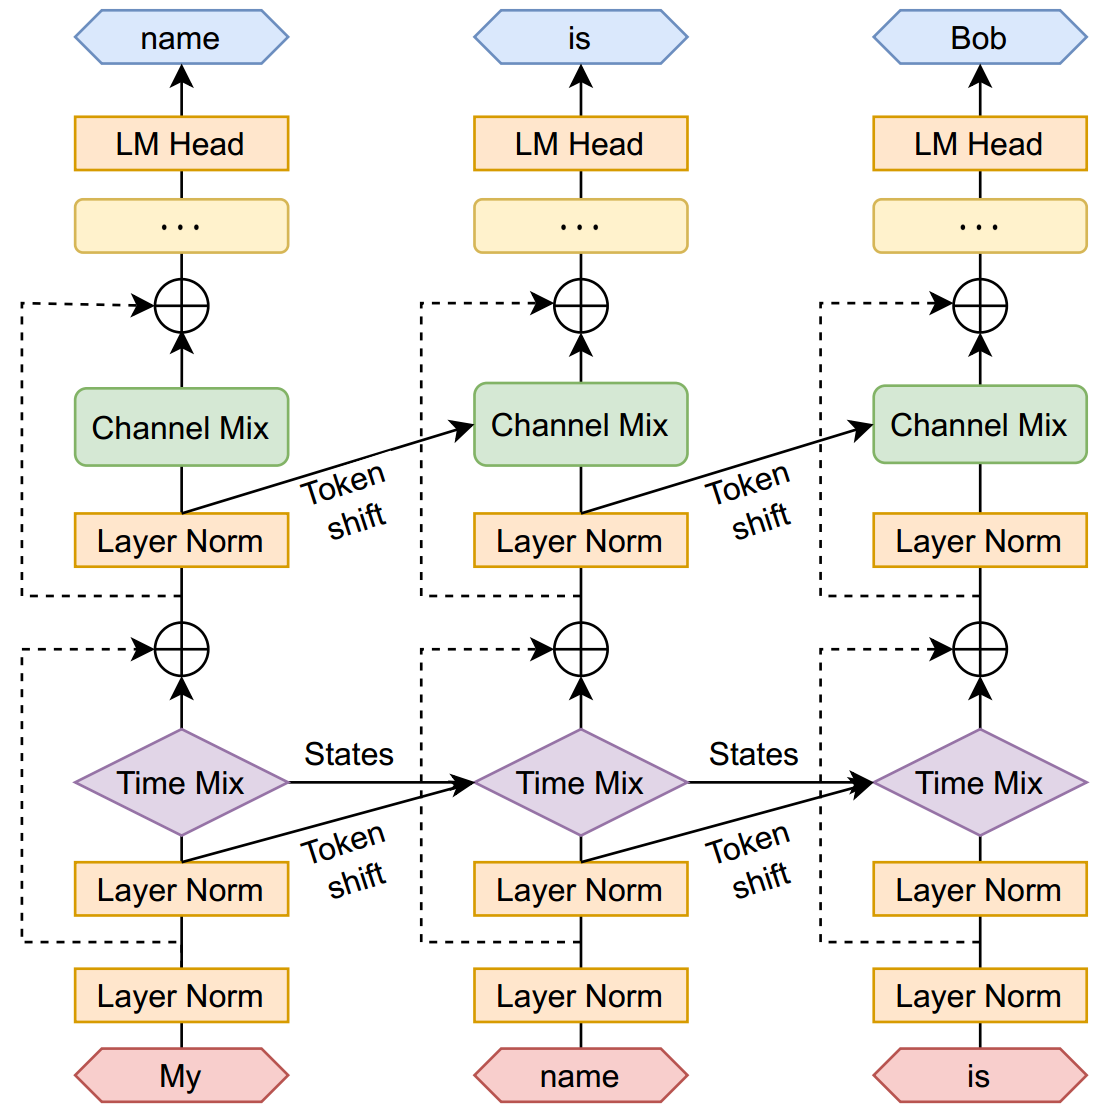 name
is
Bob
LM Head
LM Head
LM Head
...
...
...
Channel Mix
Channel Mix
Channel Mix
Token
shift
Token
shift
Layer Norm
Layer Norm
Layer Norm
States
States
Time Mix
Time Mix
Time Mix
Token
shift
Token
shift
Layer Norm
Layer Norm
Layer Norm
Layer Norm
Layer Norm
Layer Norm
My
name
is